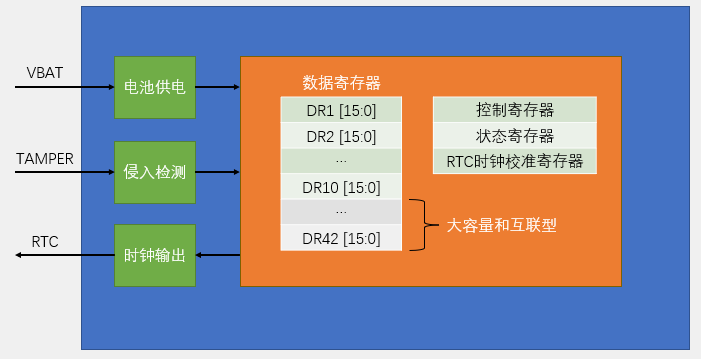 VBAT
电池供电
TAMPER
侵入检测
RTC
时钟输出
数据寄存器
DR1 [15:0]
DR2 [15:0]
...
DR10 [15:0]
...
DR42 [15:0]
控制寄存器
状态寄存器
RTC时钟校准寄存器
大容量和互联型